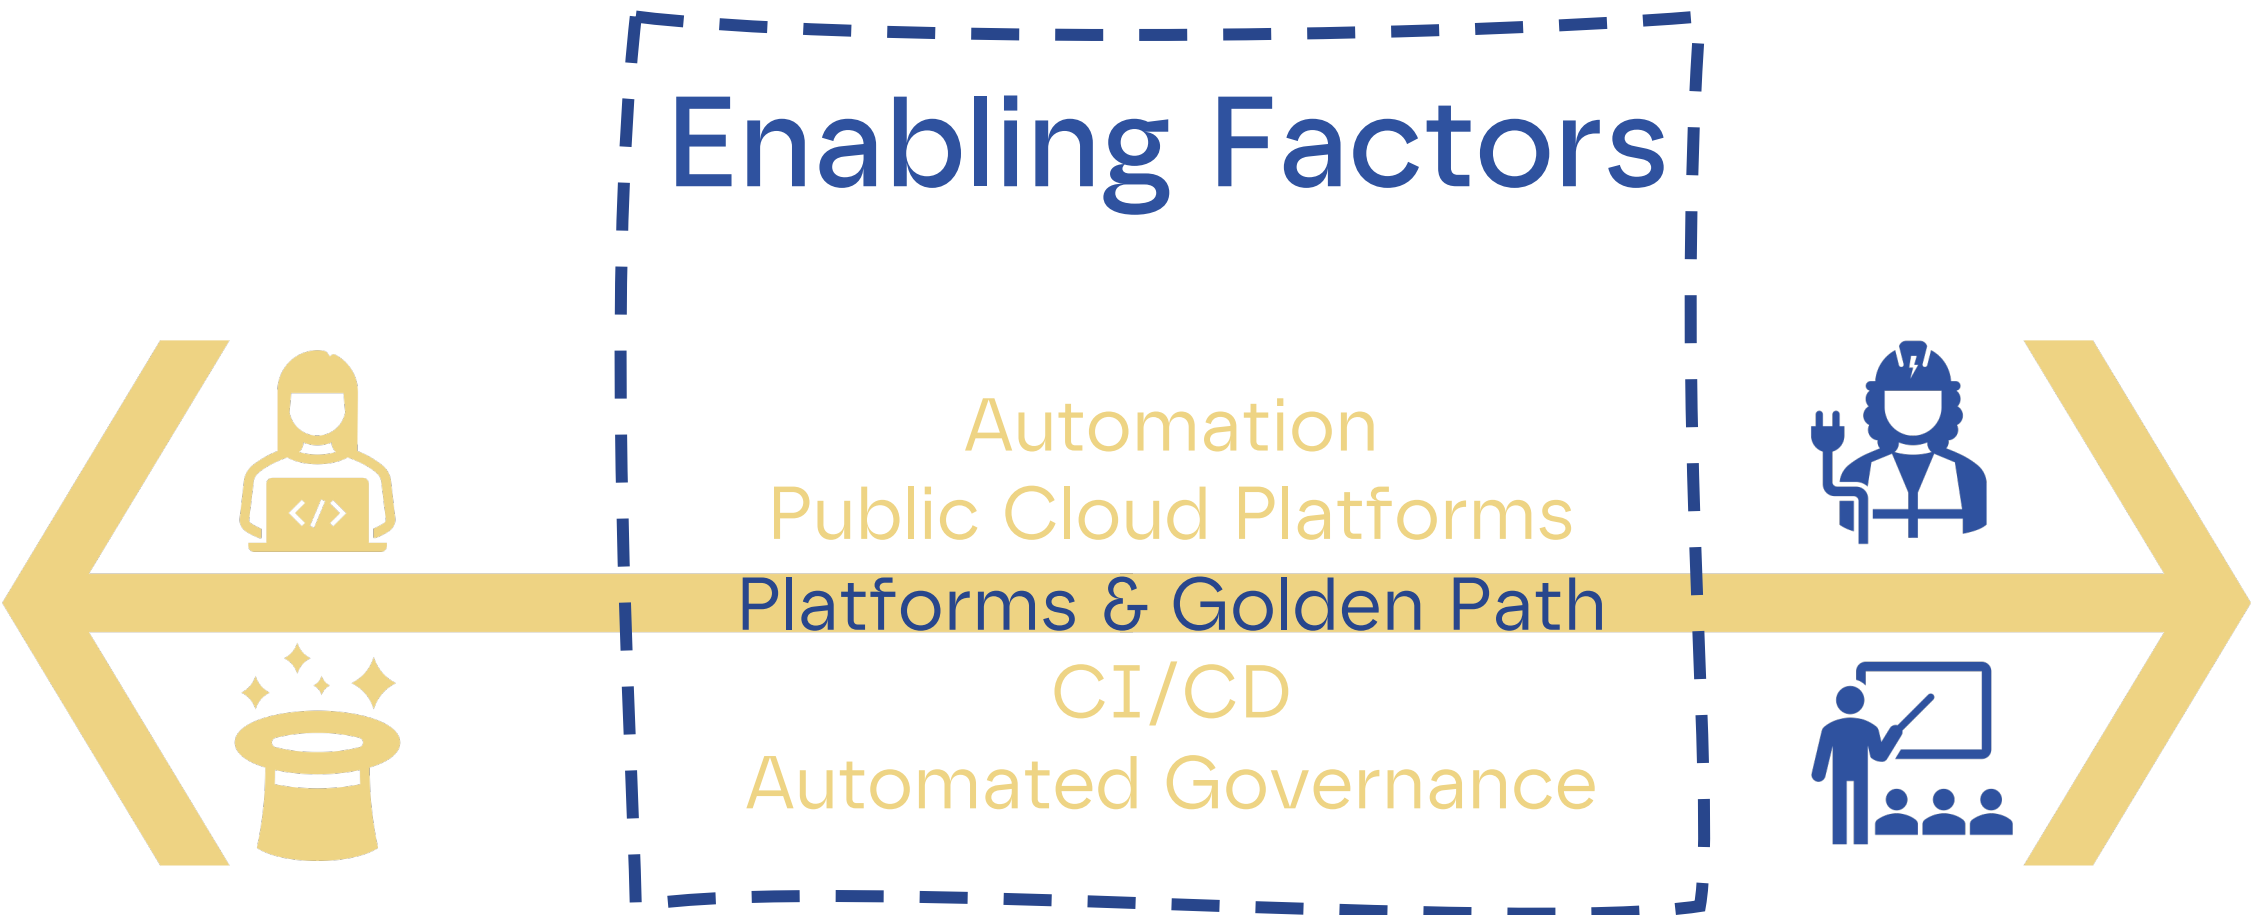 Enabling Factors
Automation
Public Cloud Platforms
Platforms & Golden Path
CI/CD
Automated Governance